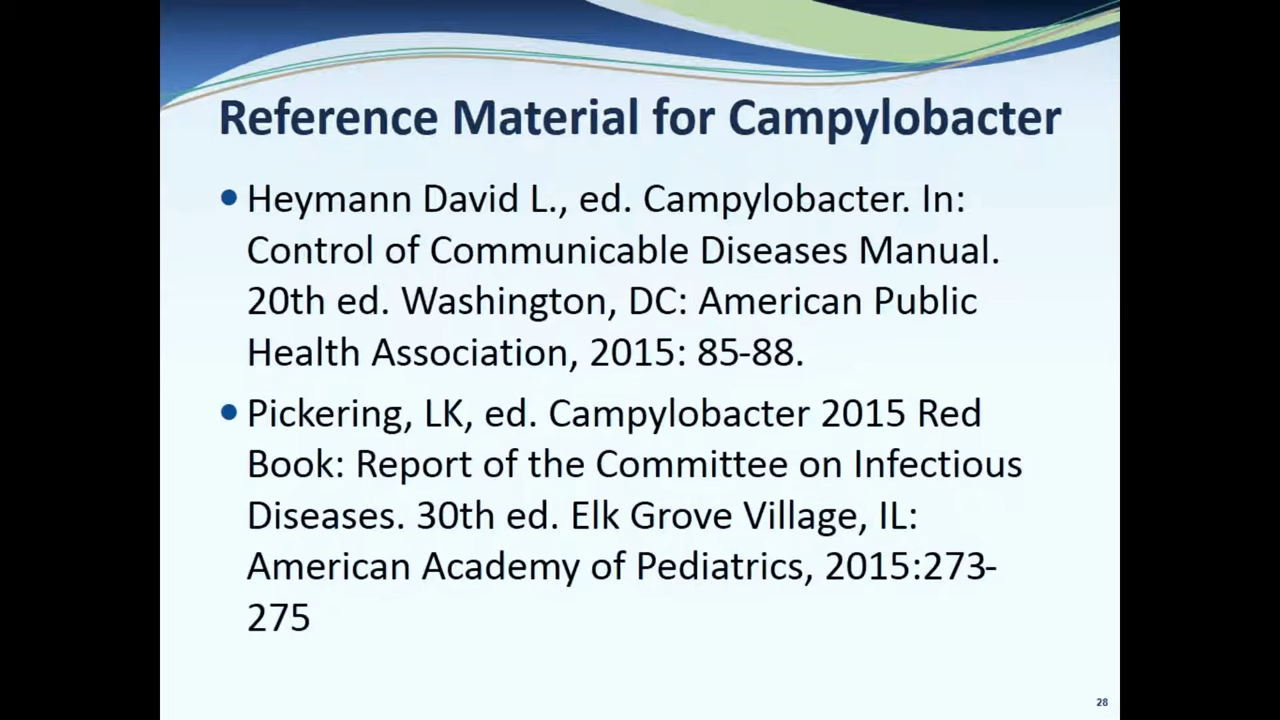 Reference Material for Campylobacter
• Heymann David L., ed. Campylobacter. In:
Control of Communicable Diseases Manual.
20th ed. Washington, DC: American Public
Health Association, 2015: 85-88.
• Pickering, LK, ed. Campylobacter 2015 Red
Book: Report of the Committee on Infectious
Diseases. 30th ed. Elk Grove Village, IL:
American Academy of Pediatrics, 2015:273-
275
28